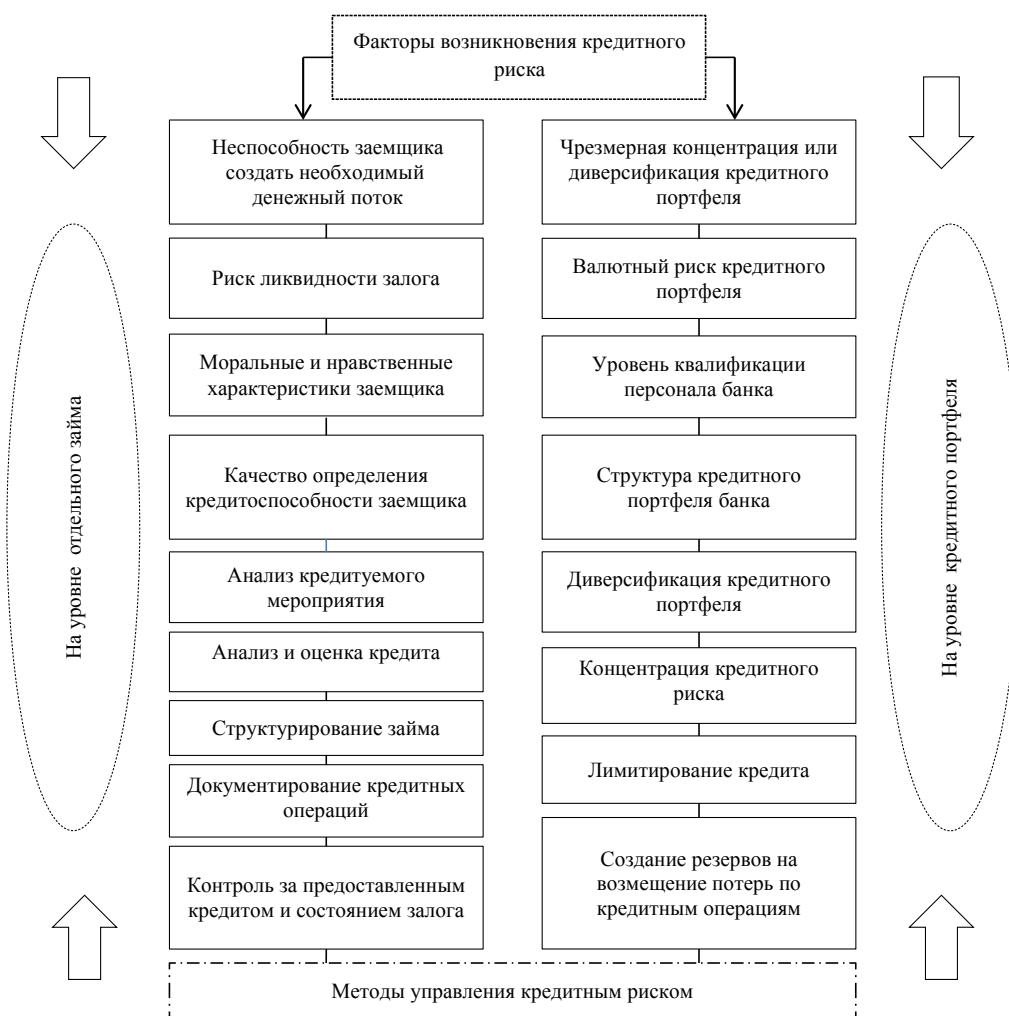 Факторы возникновения кредитного
риска
Неспособность заемщика
создать необходимый
денежный поток
Риск ликвидности залога
Моральные и нравственные
характеристики заемщика
Качество определения
кредитоспособности заемщика
Анализ кредитуемого
мероприятия
Анализ и оценка кредита
Структурирование займа
Документирование кредитных
операций
Контроль за предоставленным
кредитом и состоянием залога
Чрезмерная концентрация или
диверсификация кредитного
портфеля
Валютный риск кредитного
портфеля
Уровень квалификации
персонала банка
Структура кредитного
портфеля банка
Диверсификация кредитного
портфеля
Концентрация кредитного
риска
Лимитирование кредита
Создание резервов на
возмещение потерь по
кредитным операциям
На уровне отдельного займа
На уровне кредитного портфеля
Методы управления кредитным риском